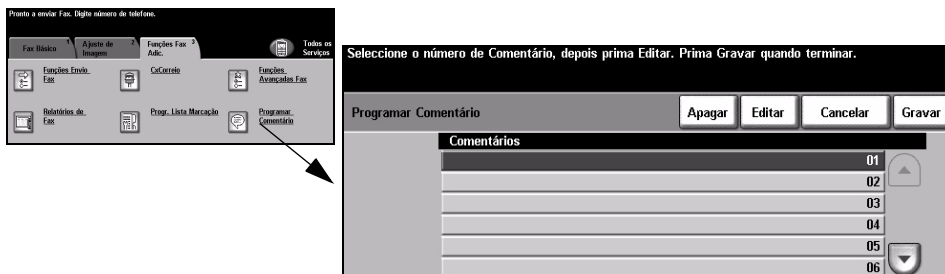 Pronto a enviar Fax. Digite número de telefone.
Fax Básico 1
Ajuste de Imagem 2
Funções Fax Adic. 3
Todos os Serviços
Funções Envio Fax
CxCorreio
Funções Avançadas Fax
Relatórios de Fax
Progr. Lista Marcação
Programar Comentário
Seleccione o número de Comentário, depois prima Editar. Prima Gravar quando terminar.
Programar Comentário
Apagar
Editar
Cancelar
Gravar
Comentários
01
02
03
04
05
06